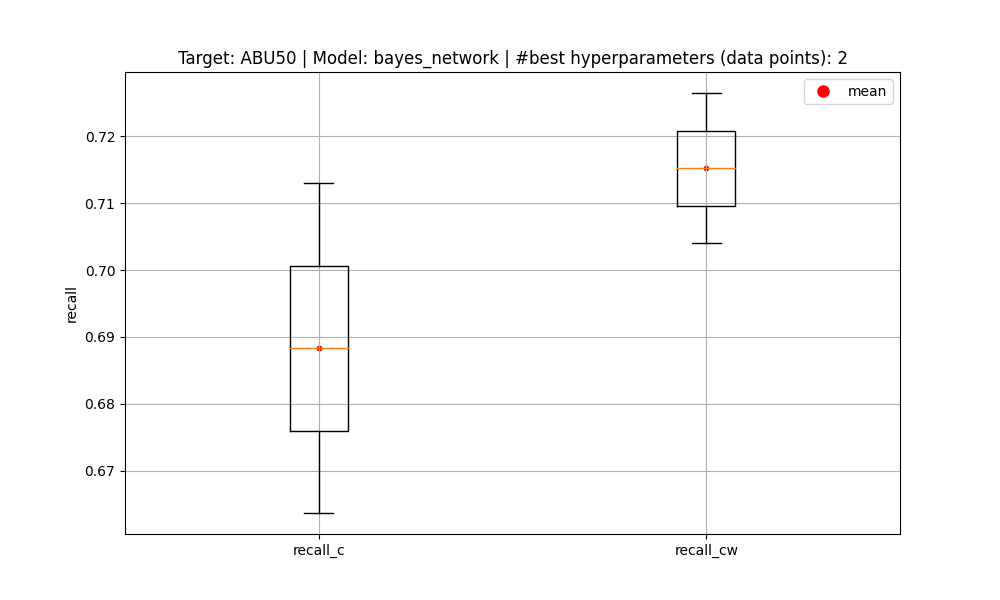 Target: ABU50 | Model: bayes_network | #best hyperparameters (data points): 2
mean
0.72
0.71
0.70
0.69
0.68
0.67
recall
recall_c
recall_cw